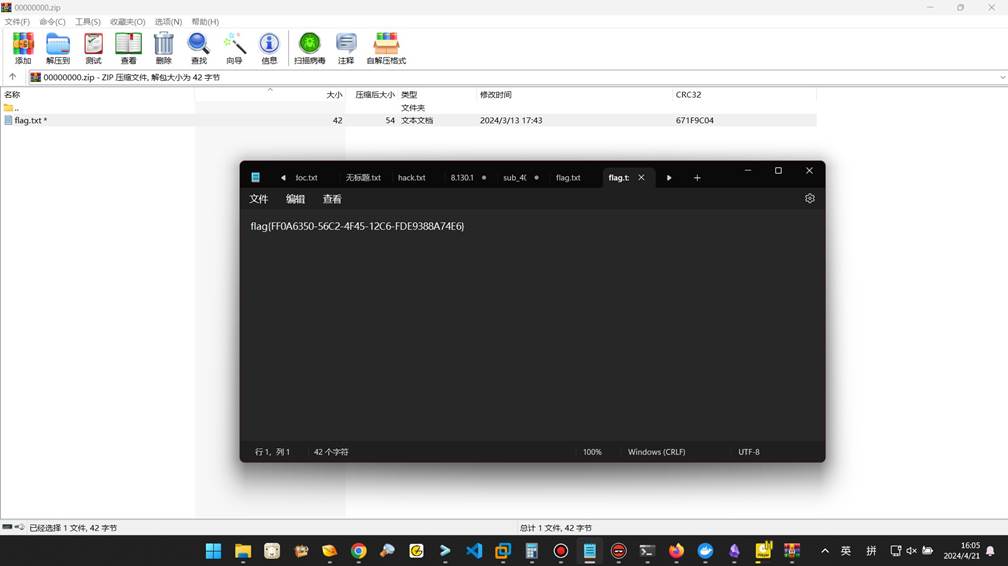 00000000.zip
文件(F) 命令(C) 工具(S) 收藏夹(O) 选项(N) 帮助(H)
添加 解压到 测试 查看 删除 查找 向导 信息 扫描病毒 注释 自解压格式
00000000.zip - ZIP 压缩文件, 解包大小为 42 字节
名称 大小 压缩后大小 类型 修改时间 CRC32
.. 文件夹
flag.txt * 42 54 文本文档 2024/3/13 17:43 671F9C04
doc.txt 无标题.txt hack.txt 8.130.1 sub_4( flag.txt flag.t:
文件 编辑 查看
flag{FF0A6350-56C2-4F45-12C6-FDE9388A74E6}
行 1, 列 1 42 个字符 100% Windows (CRLF) UTF-8
已经选择 1 文件, 42 字节 总计 1 文件, 42 字节
英 拼 16:05
2024/4/21